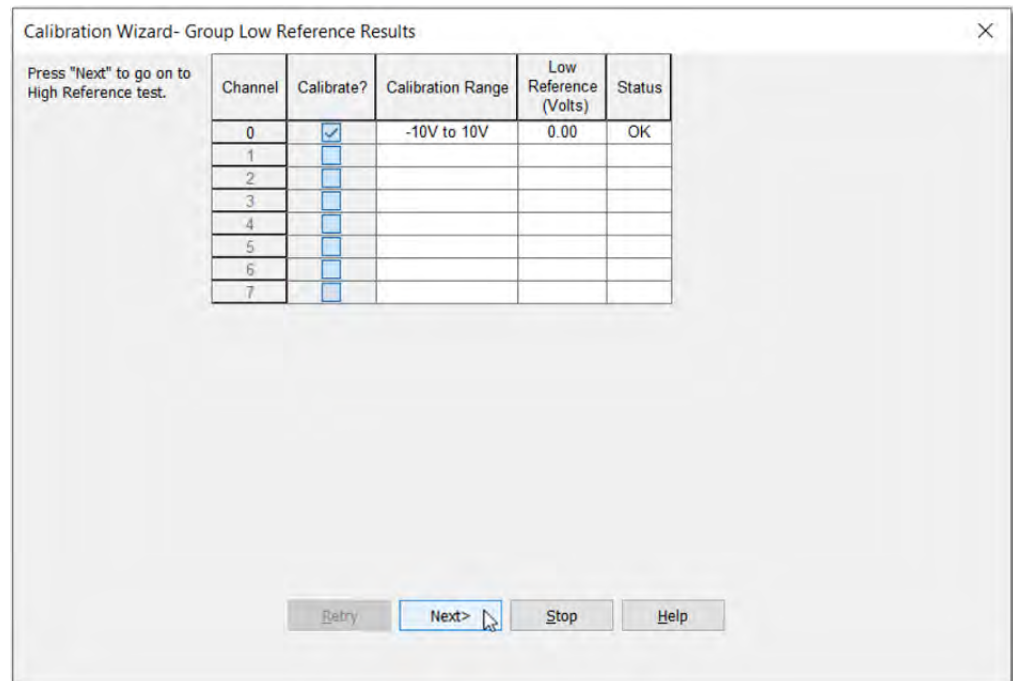 Calibration Wizard- Group Low Reference Results
Press "Next" to go on to
High Reference test.
Channel Calibrate? Calibration Range Low Reference (Volts) Status
0 -10V to 10V 0.00 OK
1
2
3
4
5
6
7
Retry Next> Stop Help